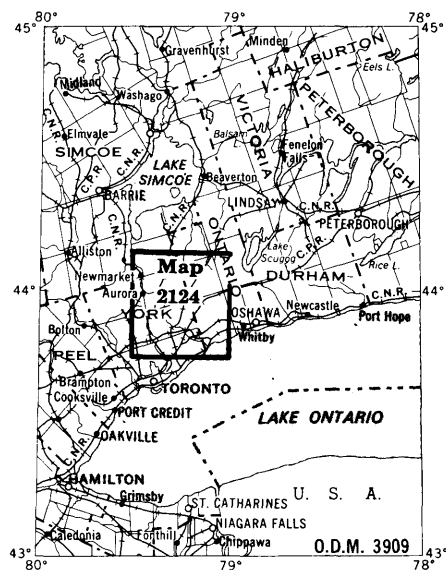 80° 79° 78°
45° 45°
Gravenhurst
Minden
HALIBURTON
Eels L.
Midland
Washago
VICTORIA
PETERBOROUGH
C.N.R.
Balsam L.
Elmvale
Fenelon Falls
SIMCOE
C.P.R.
C.N.R.
LAKE SIMCOE
Beaverton
LINDSAY
C.N.R.
BARRIE
C.N.R.
PETERBOROUGH
ONTARIO
C.P.R.
Alliston
C.N.R.
Lake Scugog
Rice L.
Newmarket
Map 2124
DURHAM
44° 44°
Aurora
C.N.R.
YORK
OSHAWA
Newcastle
Port Hope
Bolton
Whitby
PEEL
Brampton
TORONTO
Cooksville
PORT CREDIT
LAKE ONTARIO
OAKVILLE
C.N.R.
HAMILTON
Grimsby
U. S. A.
ST. CATHARINES
NIAGARA FALLS
Caledonia
Fonthill
Chippawa
O.D.M. 3909
43° 43°
80° 79° 78°